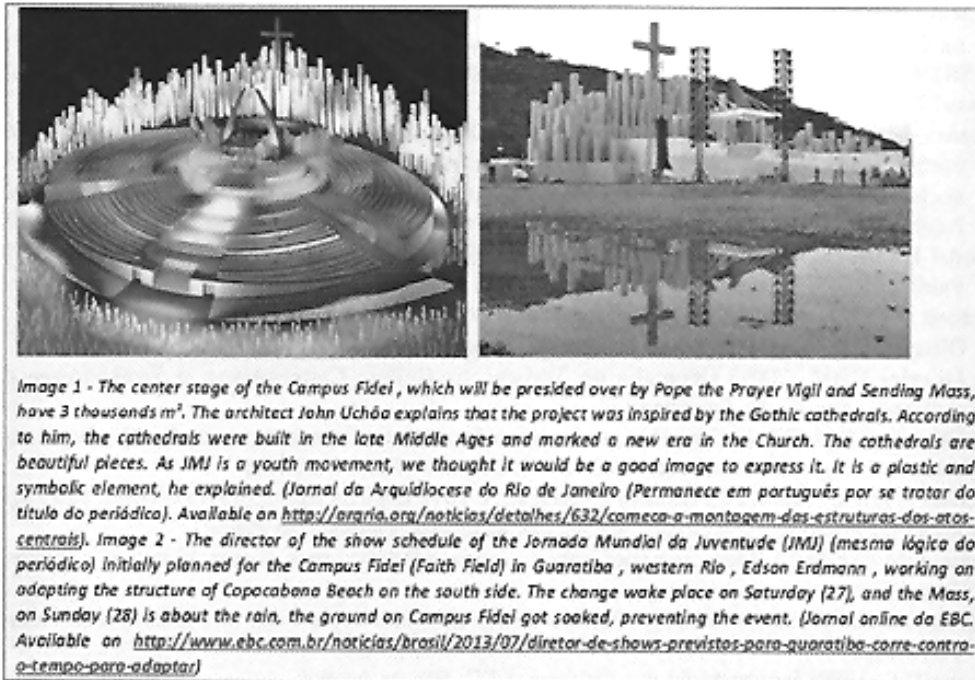 Image 1 - The center stage of the Campus Fidei , which will be presided over by Pope the Prayer Vigil and Sending Mass,
have 3 thousands m². The architect John Uchôa explains that the project was inspired by the Gothic cathedrals. According
to him, the cathedrals were built in the late Middle Ages and marked a new era in the Church. The cathedrals are
beautiful pieces. As JMJ is a youth movement, we thought it would be a good image to express it. It is a plastic and
symbolic element, he explained. (Jornal da Arquidiocese do Rio de Janeiro (Permanece em português por se tratar do
título do periódico). Available on http://arqrio.org/noticias/detalhes/632/comeca-a-montagem-das-estruturas-dos-atos-
centrais). Image 2 - The director of the show schedule of the Jornada Mundial da Juventude (JMJ) (mesma lógica do
periódico) initially planned for the Campus Fidei (Faith Field) in Guaratiba , western Rio , Edson Erdmann , working on
adapting the structure of Copacabana Beach on the south side. The change wake place on Saturday (27), and the Mass,
on Sunday (28) is about the rain, the ground on Campus Fidei got soaked, preventing the event. (Jornal online da EBC.
Available on http://www.ebc.com.br/noticias/brasil/2013/07/diretor-de-shows-previstos-para-guaratiba-corre-contra-
o-tempo-para-adaptar)